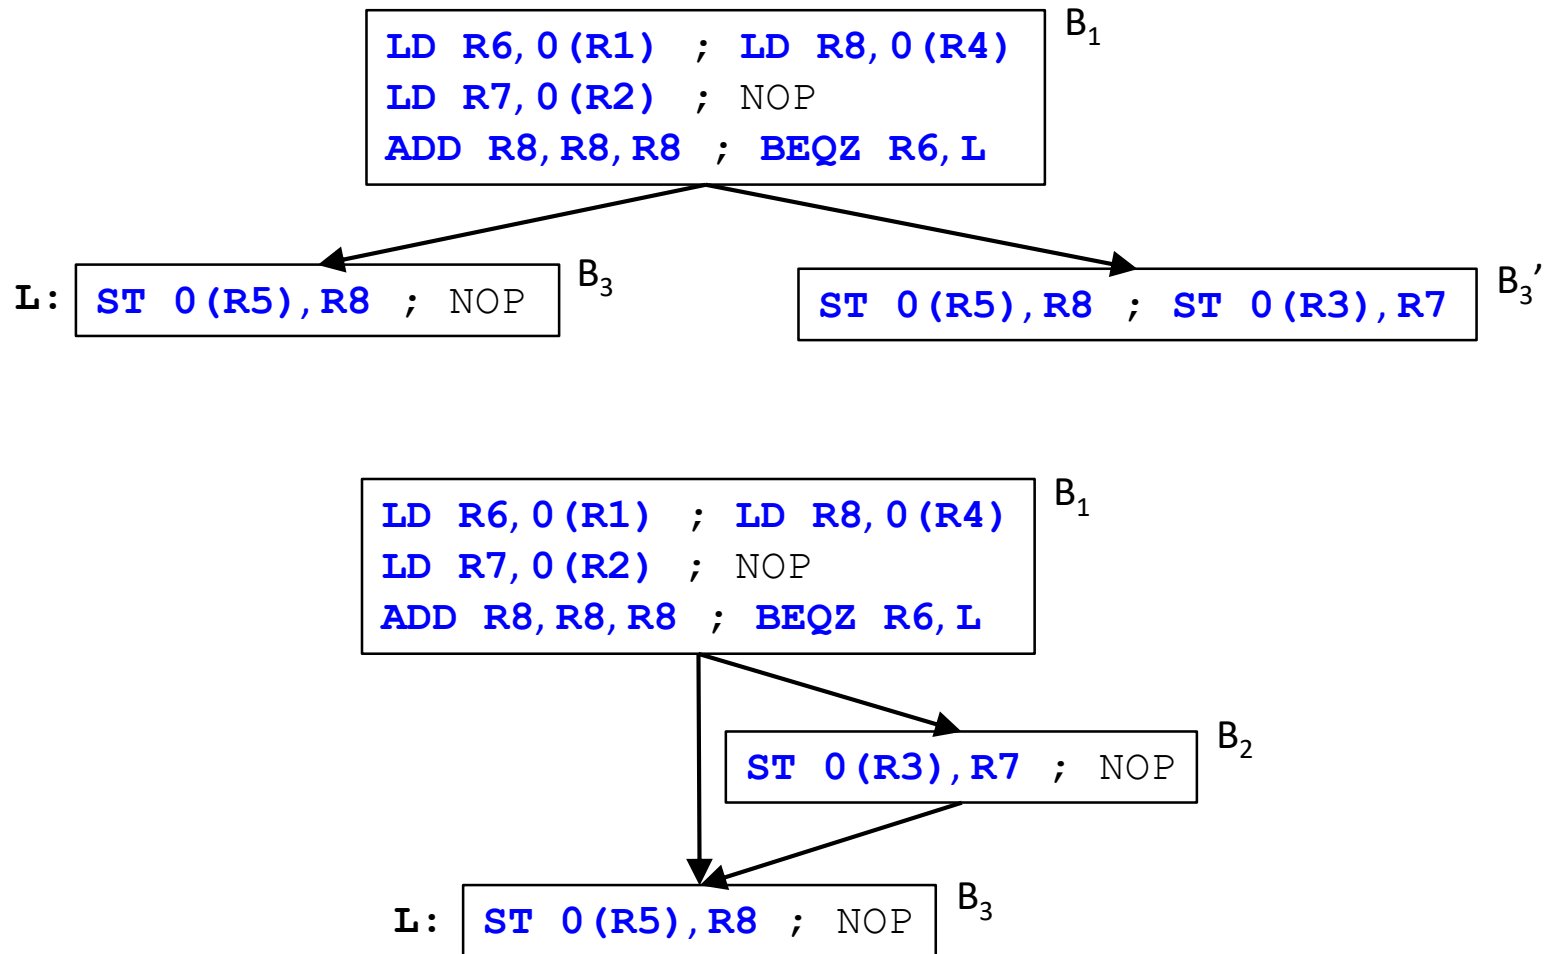 LD R6,0(R1) ; LD R8,0(R4) B₁
LD R7,0(R2) ; NOP
ADD R8,R8,R8 ; BEQZ R6,L
L: ST 0(R5),R8 ; NOP B₃
ST 0(R5),R8 ; ST 0(R3),R7 B₃′
LD R6,0(R1) ; LD R8,0(R4) B₁
LD R7,0(R2) ; NOP
ADD R8,R8,R8 ; BEQZ R6,L
ST 0(R3),R7 ; NOP B₂
L: ST 0(R5),R8 ; NOP B₃